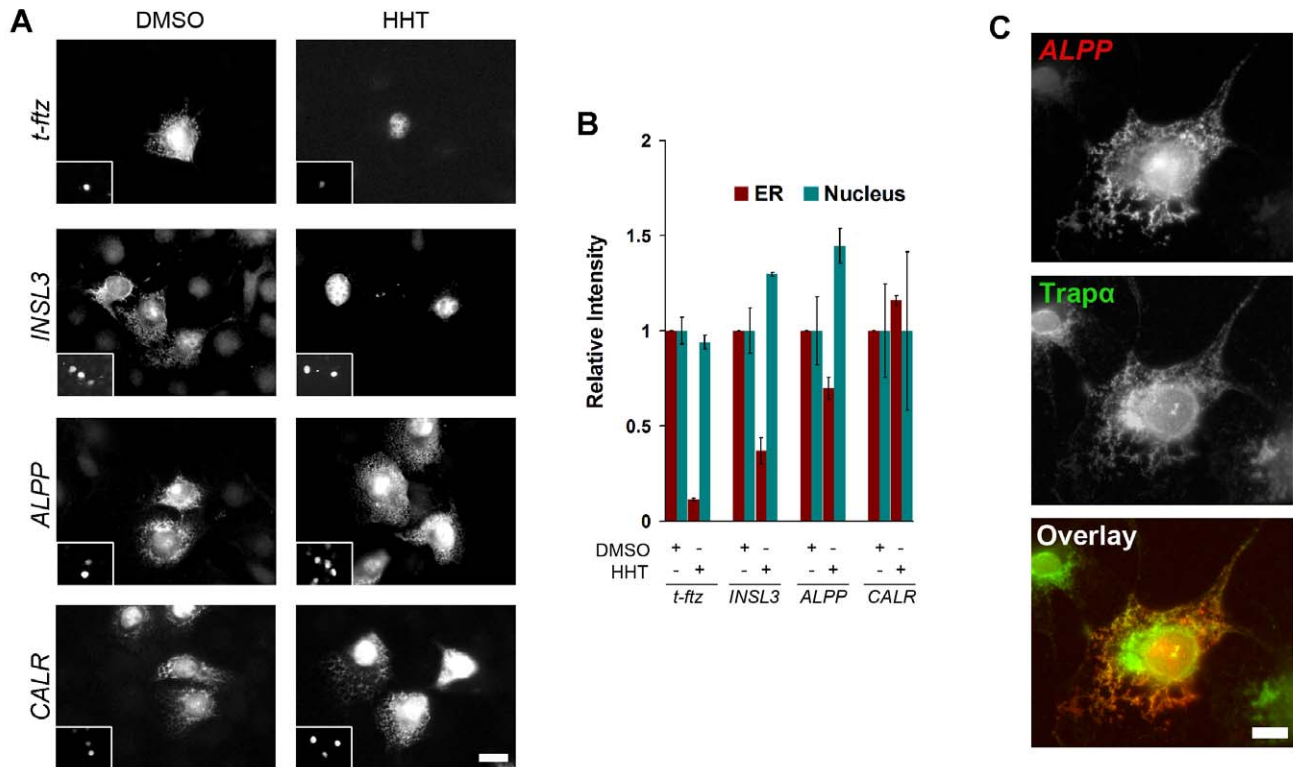 A
DMSO HHT
t-ftz
INSL3
ALPP
CALR
B
Relative Intensity
2
1.5
1
0.5
0
ER Nucleus
DMSO + - + - + - + -
HHT - + - + - + - +
t-ftz INSL3 ALPP CALR
C
ALPP
Trapα
Overlay